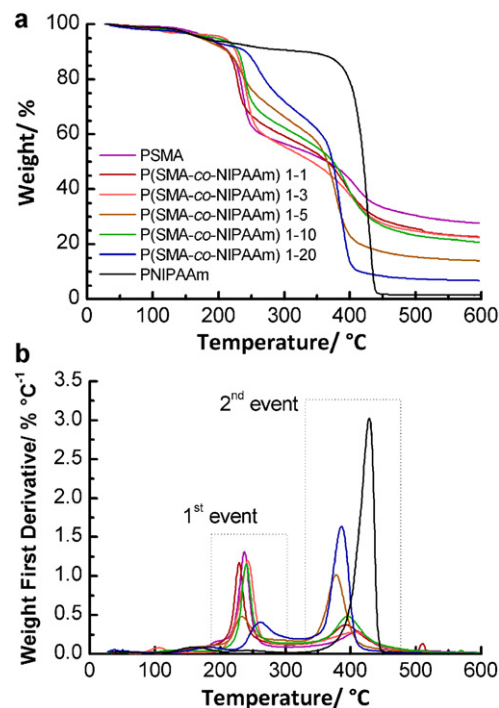 a
100
80
60
40
20
0
Weight/ %
PSMA
P(SMA-co-NIPAAm) 1-1
P(SMA-co-NIPAAm) 1-3
P(SMA-co-NIPAAm) 1-5
P(SMA-co-NIPAAm) 1-10
P(SMA-co-NIPAAm) 1-20
PNIPAAm
0 100 200 300 400 500 600
Temperature/ °C
b
3.5
3.0
2.5
2.0
1.5
1.0
0.5
0.0
Weight First Derivative/ % °C⁻¹
2nd event
1st event
0 100 200 300 400 500 600
Temperature/ °C